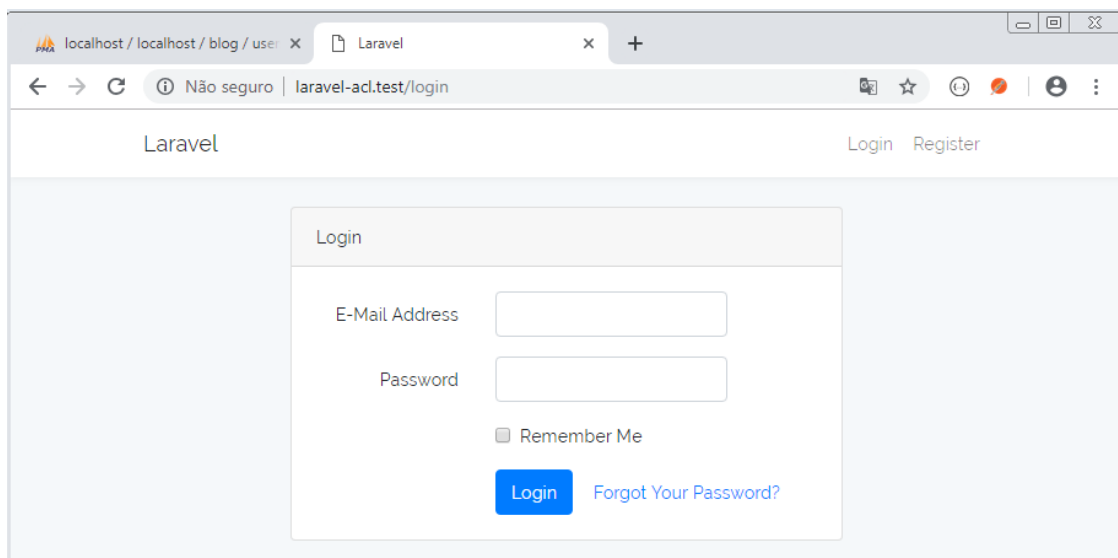 localhost / localhost / blog / user
Laravel
Não seguro | laravel-acl.test/login
Laravel
Login Register
Login
E-Mail Address
Password
Remember Me
Login Forgot Your Password?